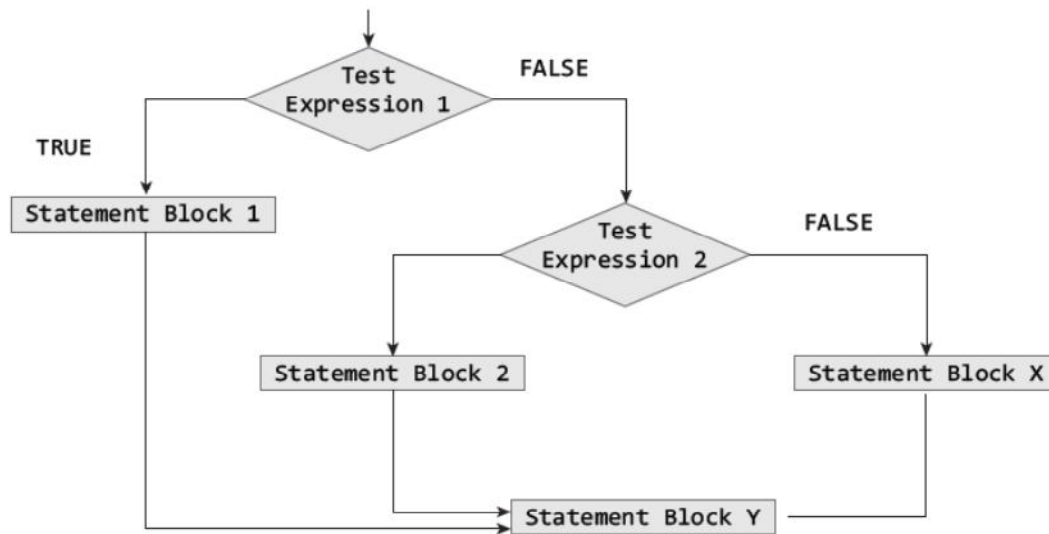 Test
Expression 1
FALSE
TRUE
Statement Block 1
Test
Expression 2
FALSE
Statement Block 2
Statement Block X
Statement Block Y